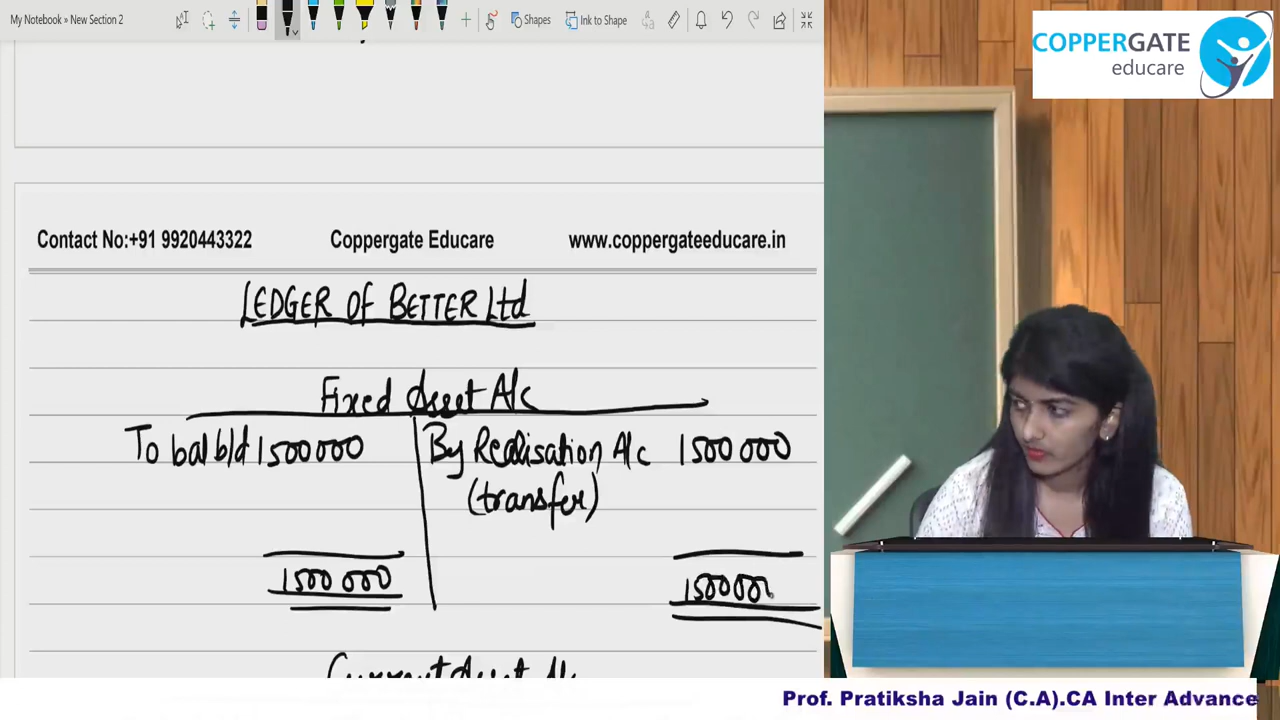 My Notebook » New Section 2
Shapes
Ink to Shape
COPPERGATE
educare
Contact No:+91 9920443322 Coppergate Educare www.coppergateeducare.in
LEDGER OF BETTER Ltd
Fixed Asset A/c
To bal b/d 1500000 By Realisation A/c 1500000
(transfer)
1500000 1500000
Current Asset A/c
Prof. Pratiksha Jain (C.A).CA Inter Advance